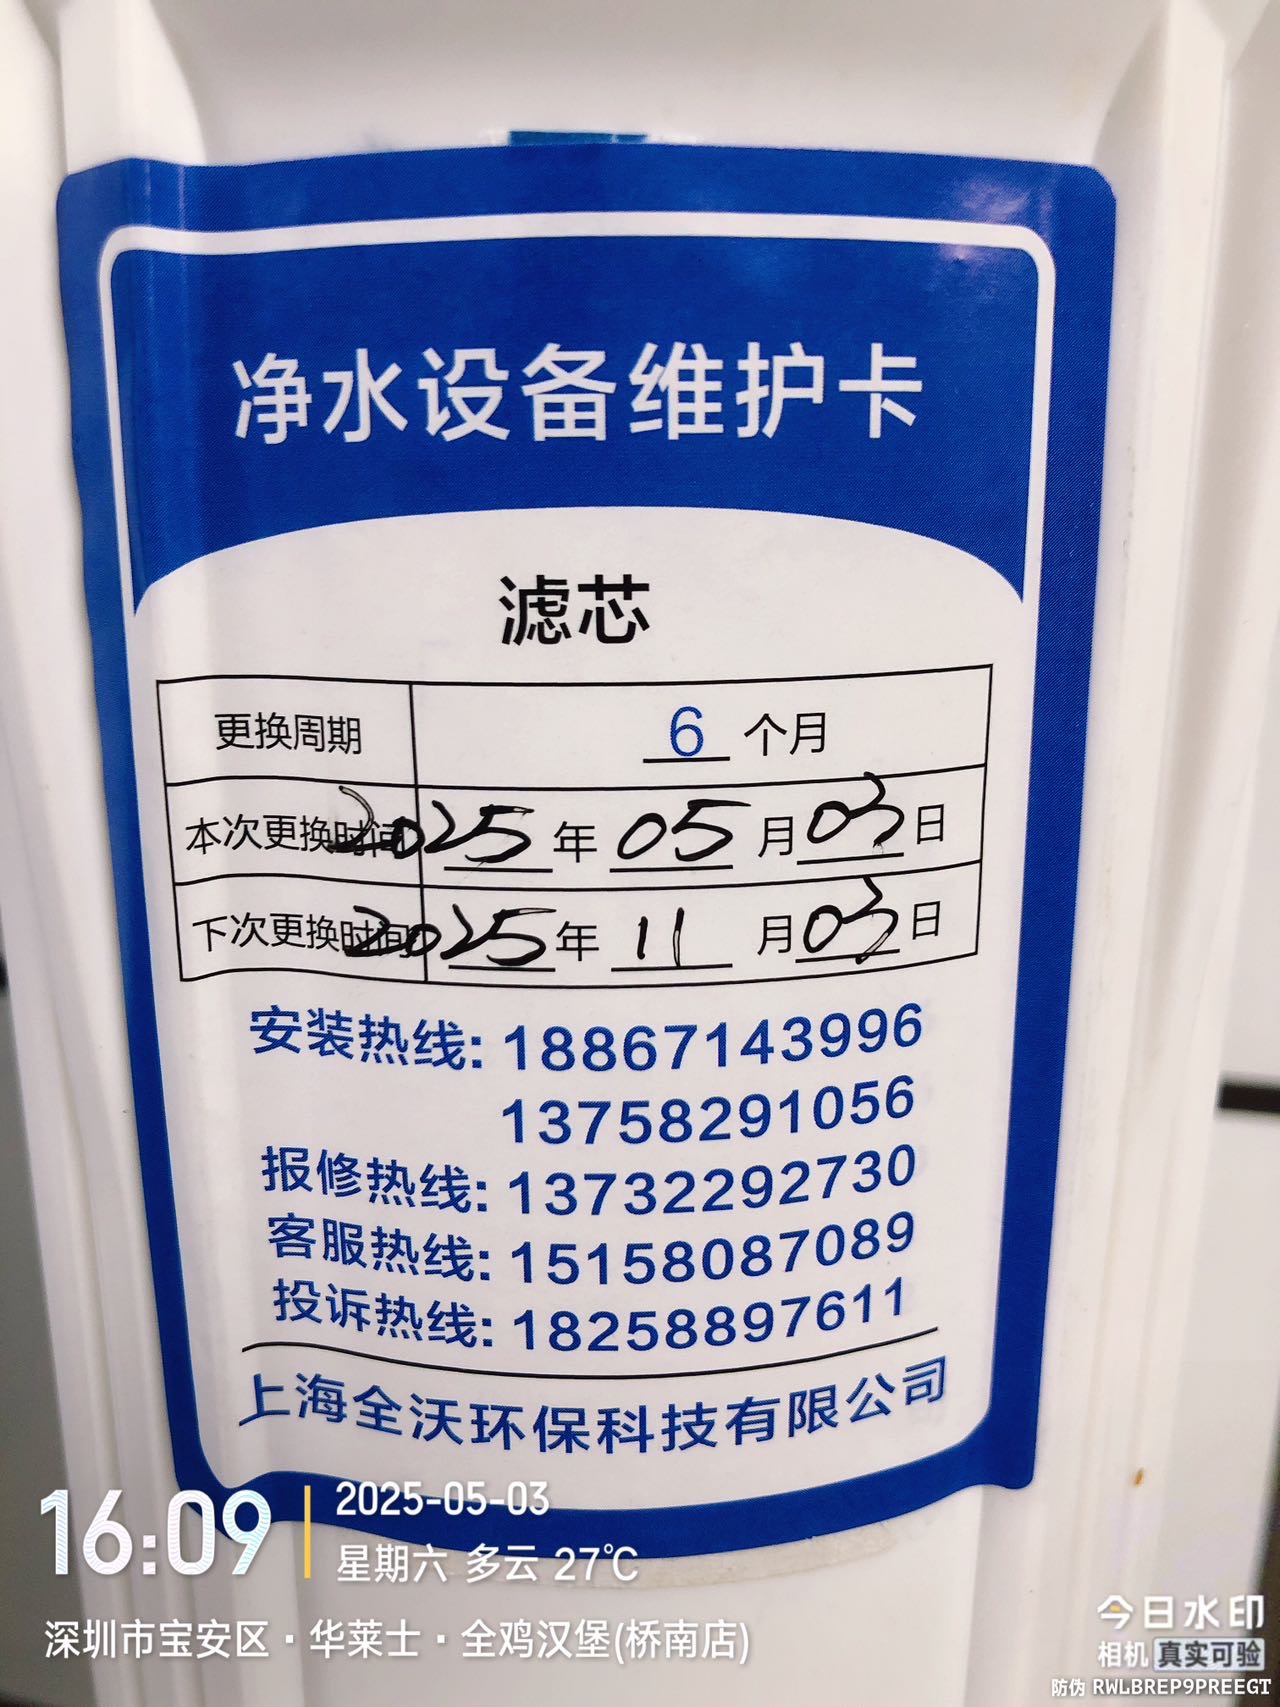 净水设备维护卡
滤芯
更换周期 6 个月
本次更换时间 2025 年 05 月 03 日
下次更换时间 2025 年 11 月 03 日
安装热线: 18867143996
13758291056
报修热线: 13732292730
客服热线: 15158087089
投诉热线: 18258897611
上海全沃环保科技有限公司
16:09
2025-05-03
星期六 多云 27℃
深圳市宝安区·华莱士·全鸡汉堡(桥南店)
今日水印
相机 真实可验
防伪 RWLBREP9PREEGT